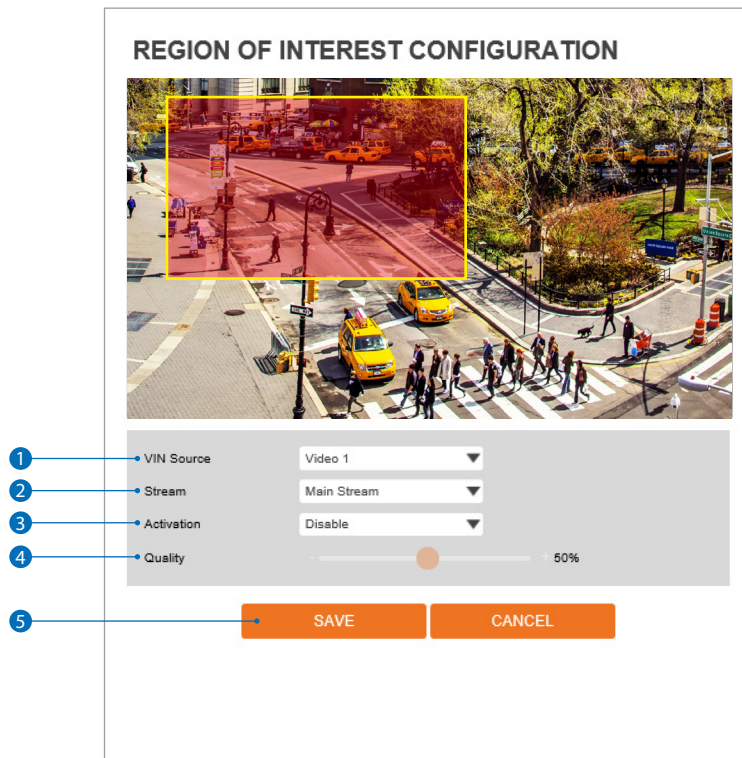 REGION OF INTEREST CONFIGURATION
1 VIN Source Video 1
2 Stream Main Stream
3 Activation Disable
4 Quality - + 50%
5 SAVE CANCEL